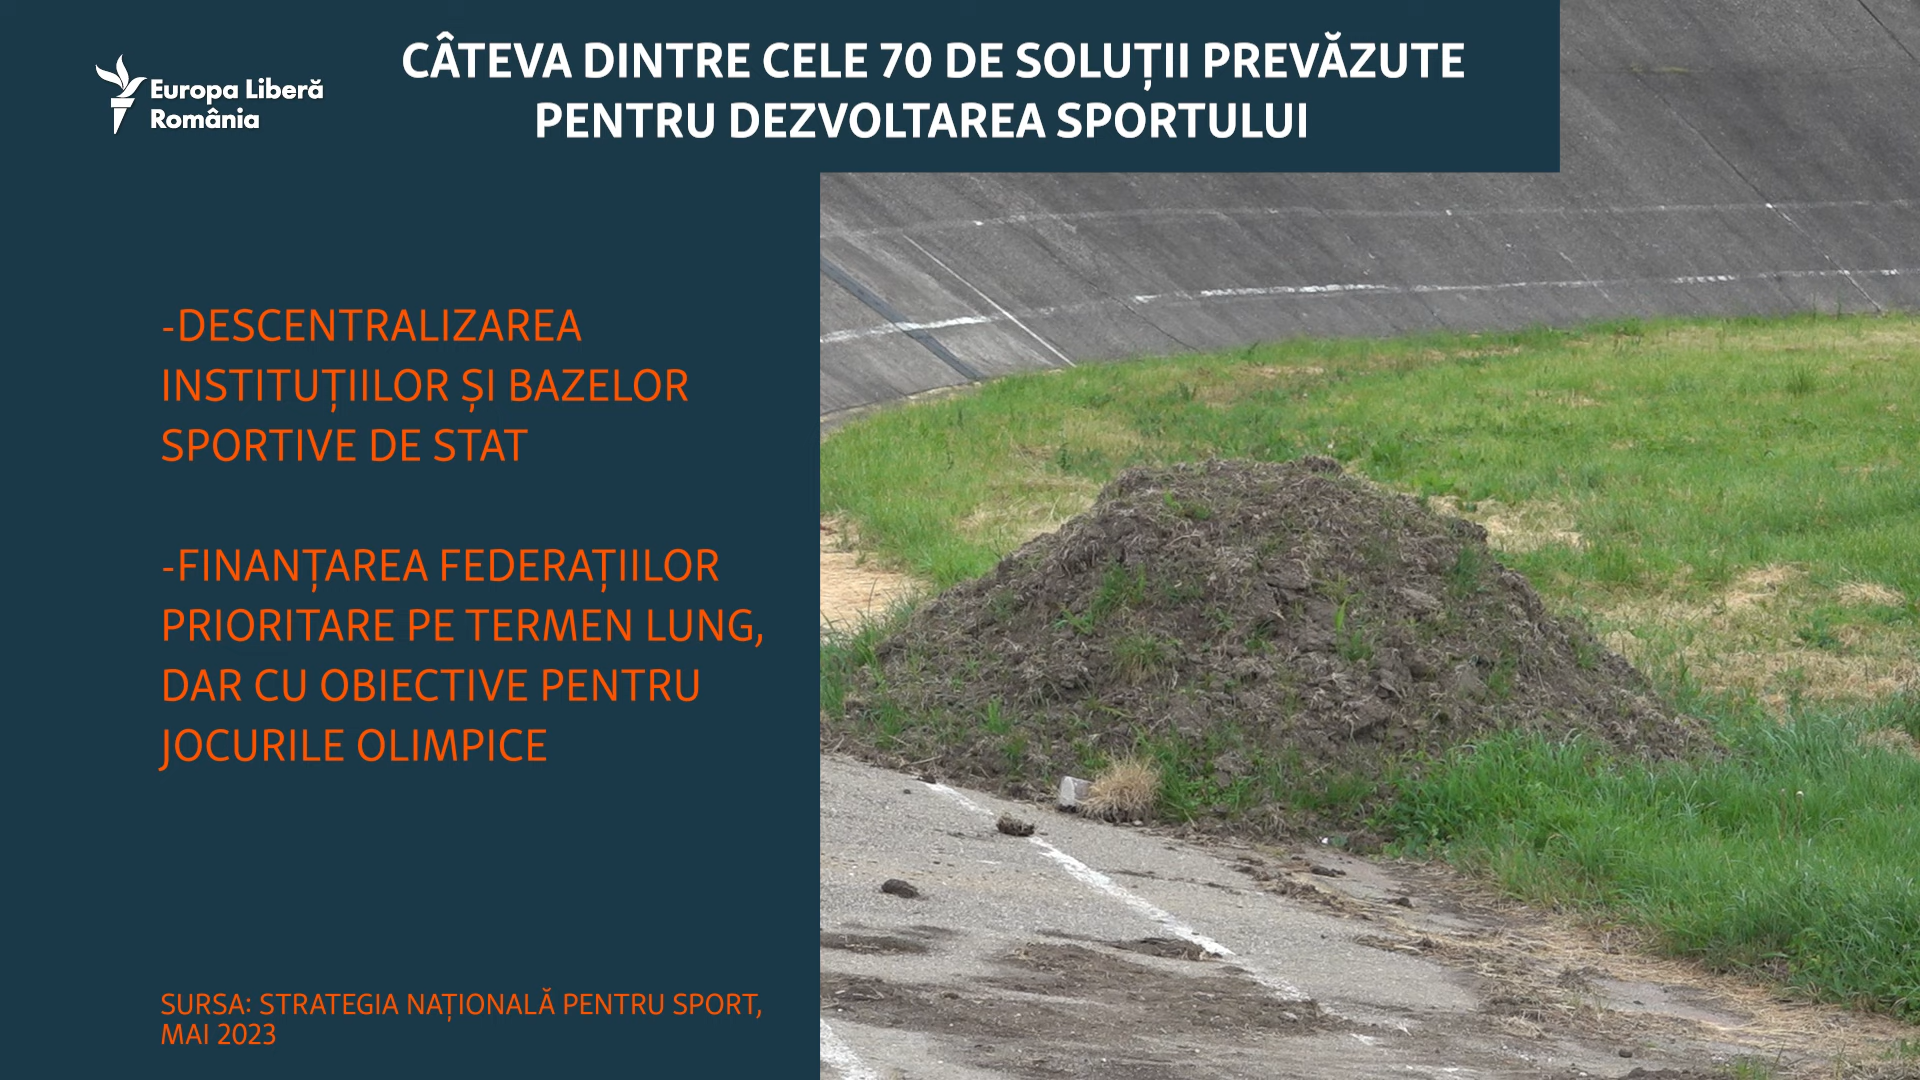 Europa Liberă
România
CÂTEVA DINTRE CELE 70 DE SOLUȚII PREVĂZUTE
PENTRU DEZVOLTAREA SPORTULUI
-DESCENTRALIZAREA
INSTITUȚIILOR ȘI BAZELOR
SPORTIVE DE STAT
-FINANȚAREA FEDERAȚIILOR
PRIORITARE PE TERMEN LUNG,
DAR CU OBIECTIVE PENTRU
JOCURILE OLIMPICE
SURSA: STRATEGIA NAȚIONALĂ PENTRU SPORT,
MAI 2023